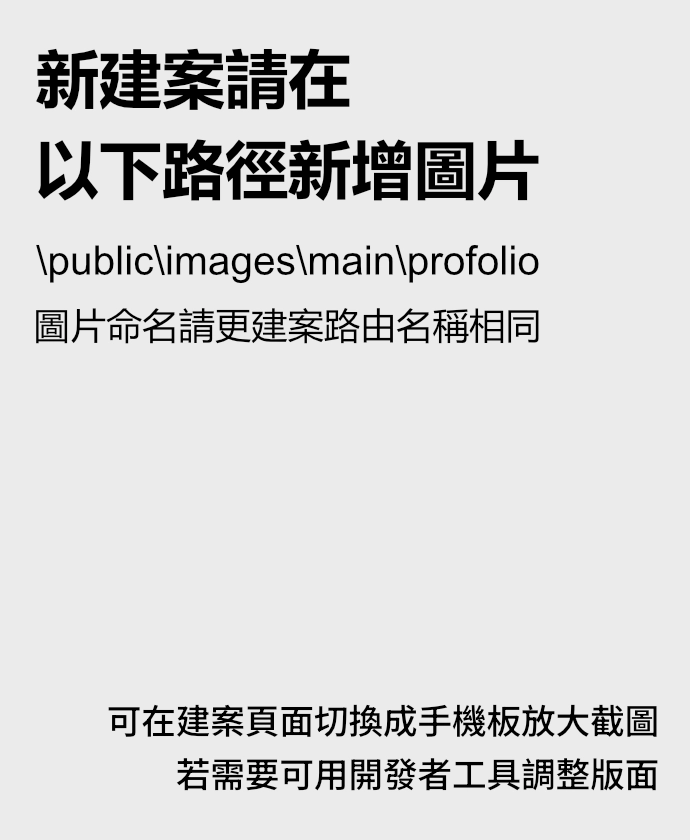 新建案請在
以下路徑新增圖片
\public\images\main\profolio
圖片命名請更建案路由名稱相同
可在建案頁面切換成手機板放大截圖
若需要可用開發者工具調整版面